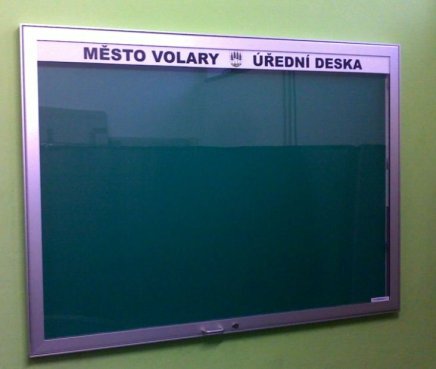 MĚSTO VOLARY ÚŘEDNÍ DESKA